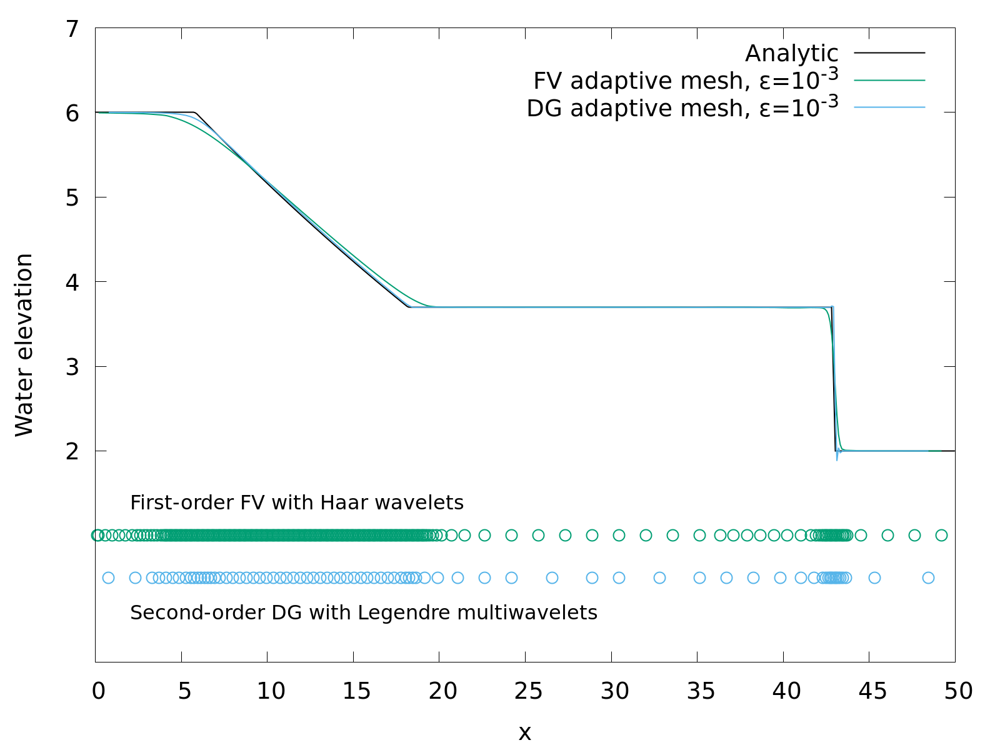 7
6
5
4
3
2
Water elevation
Analytic
FV adaptive mesh, ε=10⁻³
DG adaptive mesh, ε=10⁻³
First-order FV with Haar wavelets
Second-order DG with Legendre multiwavelets
0 5 10 15 20 25 30 35 40 45 50
x